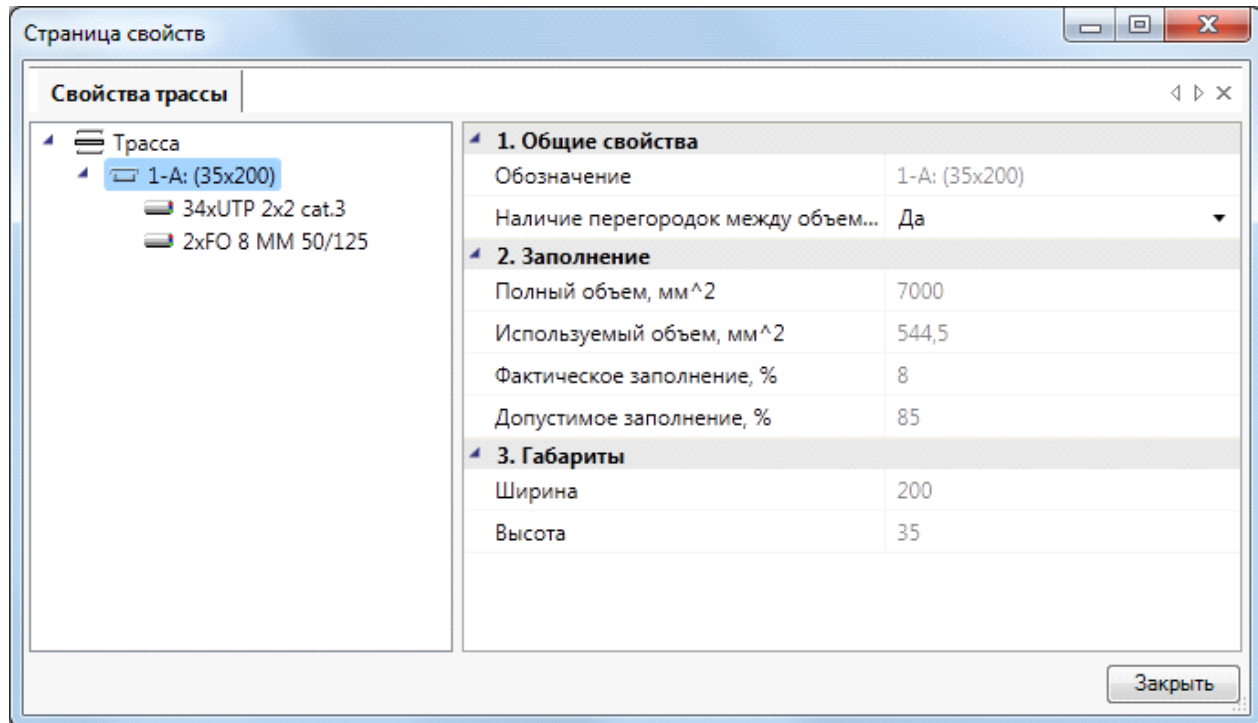 Страница свойств
Свойства трассы
Трасса
1-А: (35x200)
34xUTP 2x2 cat.3
2xFO 8 MM 50/125
1. Общие свойства
Обозначение 1-А: (35x200)
Наличие перегородок между объем... Да
2. Заполнение
Полный объем, мм^2 7000
Используемый объем, мм^2 544,5
Фактическое заполнение, % 8
Допустимое заполнение, % 85
3. Габариты
Ширина 200
Высота 35
Закрыть